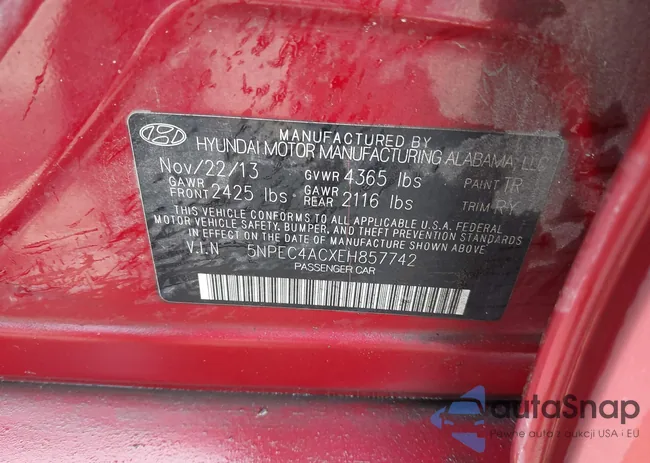 MANUFACTURED BY
HYUNDAI MOTOR MANUFACTURING ALABAMA, LLC
Nov/22/13 GVWR 4365 lbs PAINT TR
GAWR FRONT 2425 lbs GAWR REAR 2116 lbs TRIM RY
THIS VEHICLE CONFORMS TO ALL APPLICABLE U.S.A. FEDERAL
MOTOR VEHICLE SAFETY, BUMPER, AND THEFT PREVENTION STANDARDS
IN EFFECT ON THE DATE OF MANUFACTURE SHOWN ABOVE
V.I.N 5NPEC4ACXEH857742
PASSENGER CAR
autoSnap
Pewne auta z aukcji USA i EU